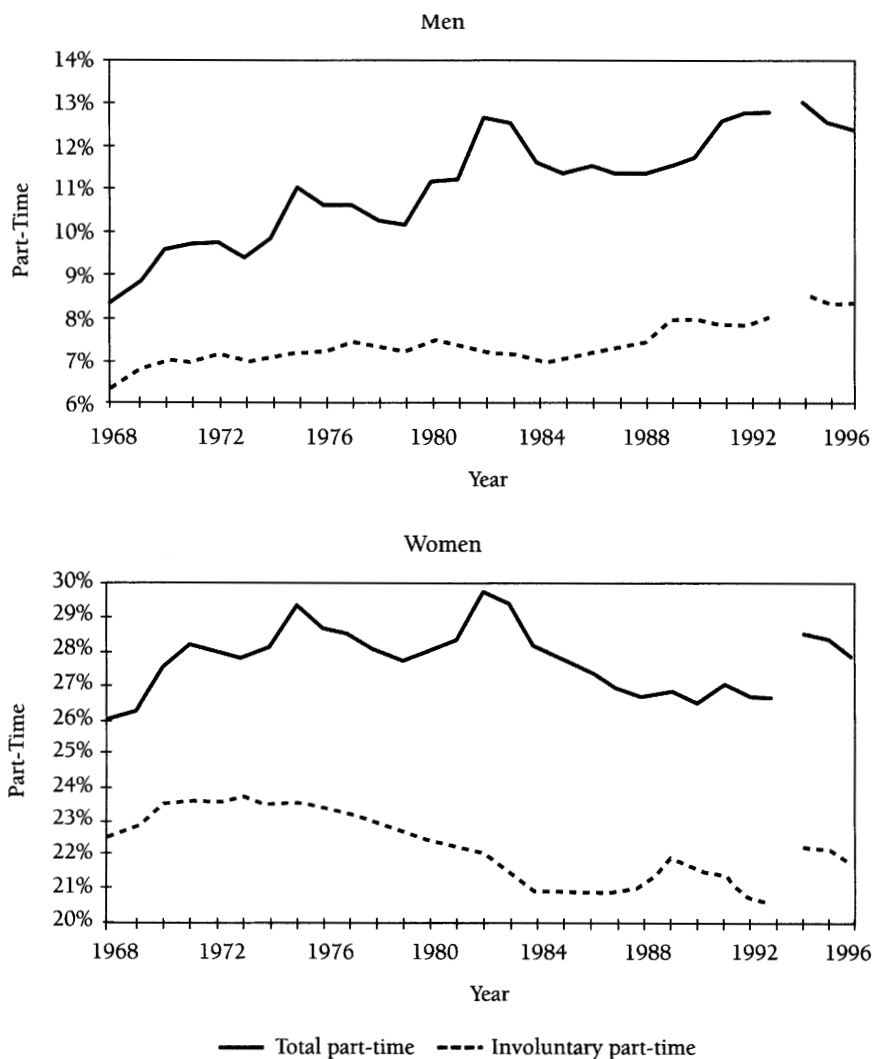 Men
14%
13%
12%
11%
10%
9%
8%
7%
6%
Part-Time
1968 1972 1976 1980 1984 1988 1992 1996
Year
Women
30%
29%
28%
27%
26%
25%
24%
23%
22%
21%
20%
Part-Time
1968 1972 1976 1980 1984 1988 1992 1996
Year
Total part-time Involuntary part-time